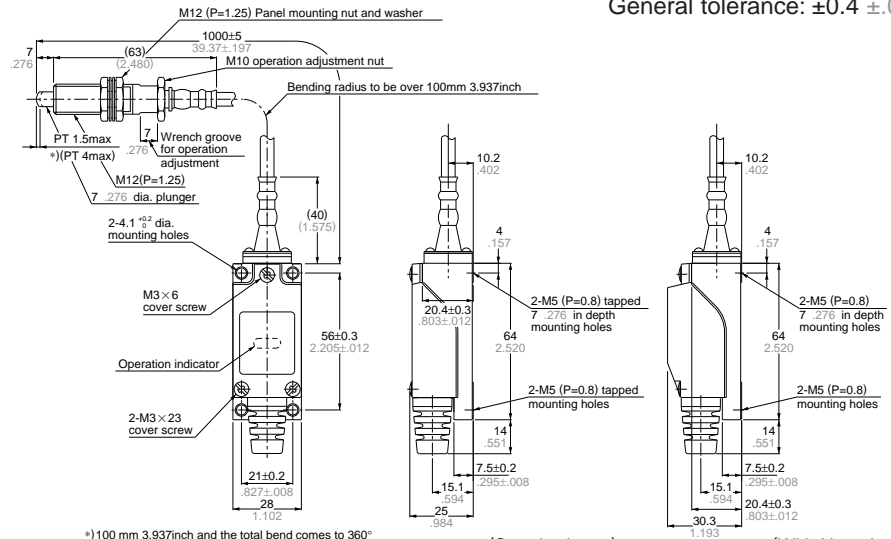 General tolerance: ±0.4
M12 (P=1.25) Panel mounting nut and washer
1000±5
39.37±.197
7
.276
(63)
(2.480)
M10 operation adjustment nut
Bending radius to be over 100mm 3.937inch
PT 1.5max
*)(PT 4max)
7
.276
Wrench groove
for operation
adjustment
M12(P=1.25)
7 .276 dia. plunger
2-4.1 +0.2 0 dia.
mounting holes
(40)
(1.575)
M3×6
cover screw
56±0.3
2.205±.012
Operation indicator
2-M3×23
cover screw
21±0.2
.827±.008
28
1.102
*)100 mm 3.937inch and the total bend comes to 360°
10.2
.402
4
.157
20.4±0.3
.803±.012
2-M5 (P=0.8) tapped
7 .276 in depth
mounting holes
64
2.520
2-M5 (P=0.8) tapped
mounting holes
14
.551
7.5±0.2
.295±.008
15.1
.594
25
.984
10.2
.402
4
.157
2-M5 (P=0.8)
7 .276 in depth
mounting holes
64
2.520
2-M5 (P=0.8)
mounting holes
14
.551
7.5±0.2
.295±.008
15.1
.594
20.4±0.3
.803±.012
30.3
1.193